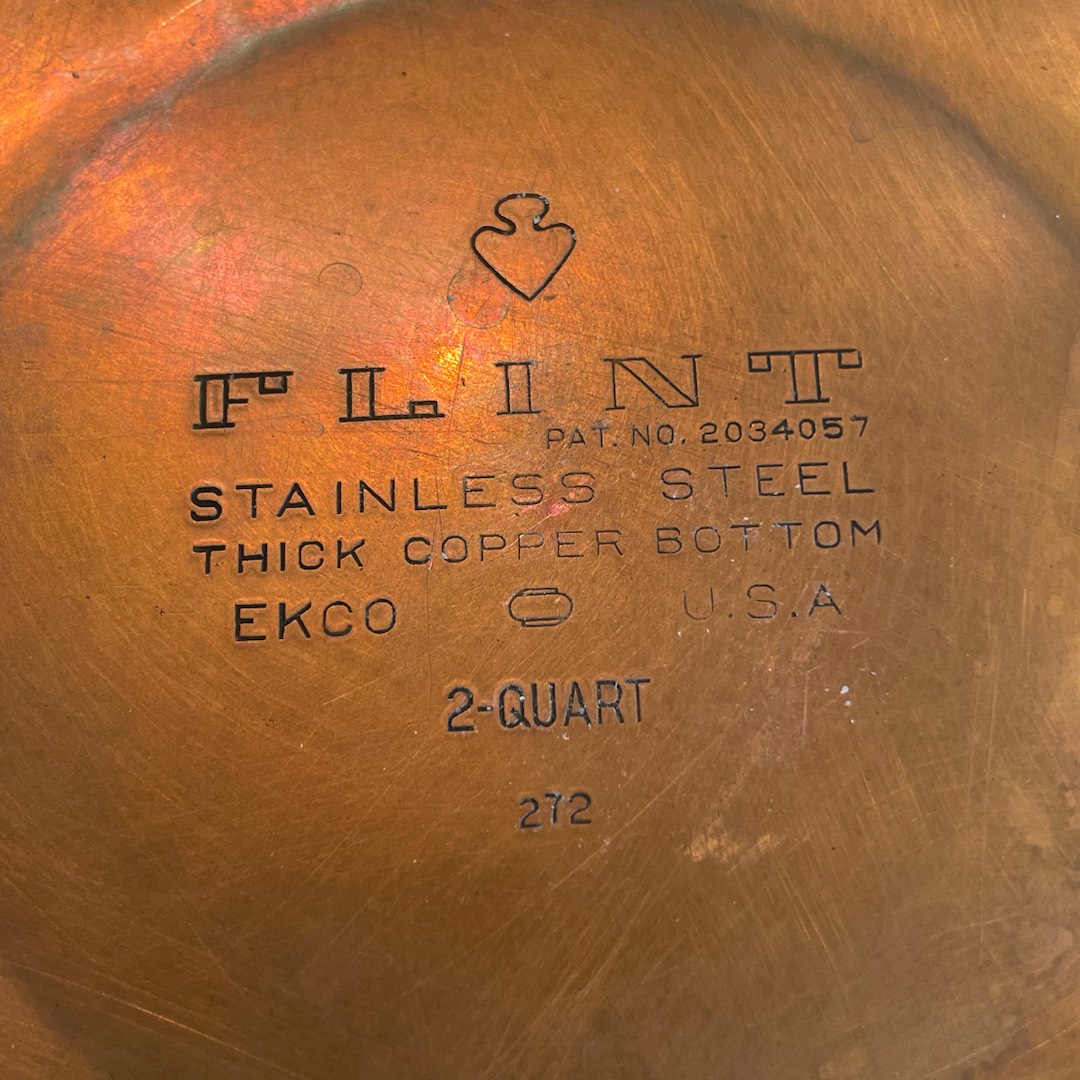 FLINT
PAT. NO. 2034057
STAINLESS STEEL
THICK COPPER BOTTOM
EKCO U.S.A
2-QUART
272